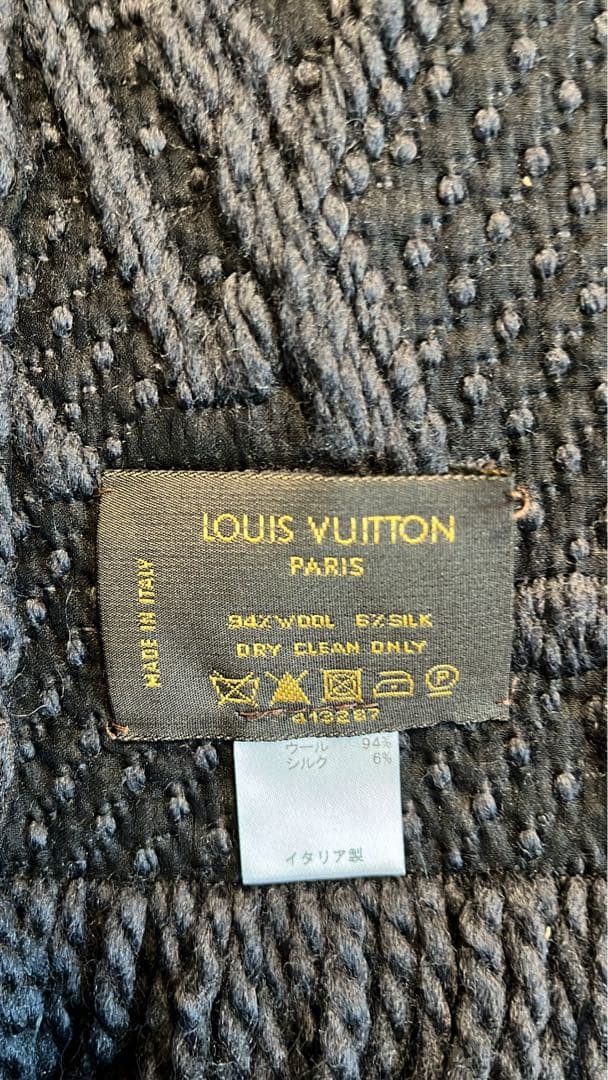 LOUIS VUITTON
PARIS
MADE IN ITALY
94% WOOL 6% SILK
DRY CLEAN ONLY
P
413287
ウール 94%
シルク 6%
イタリア製